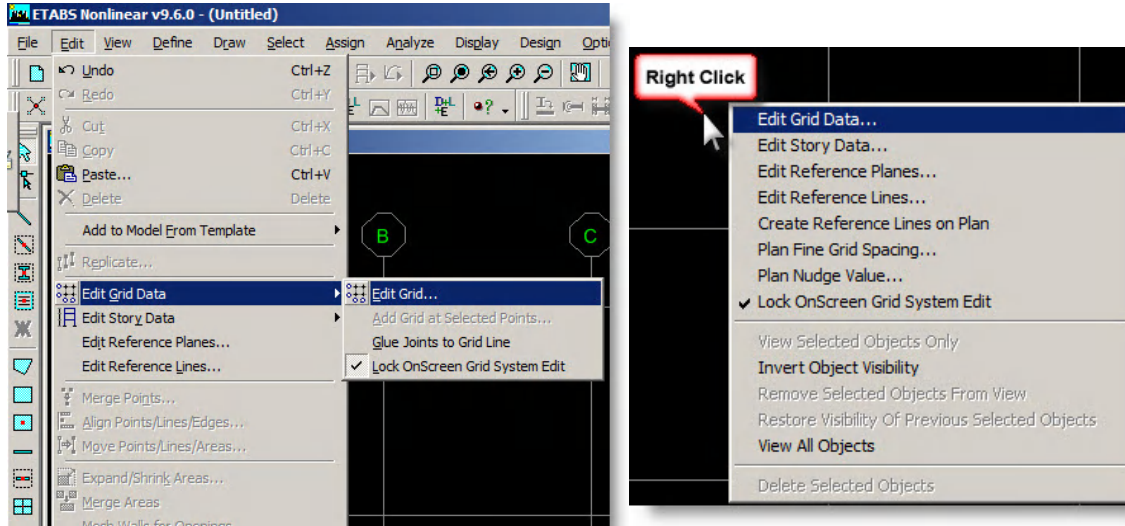 ETABS Nonlinear v9.6.0 - (Untitled)
File Edit View Define Draw Select Assign Analyze Display Design Opti
Undo Ctrl+Z
Redo Ctrl+Y
Cut Ctrl+X
Copy Ctrl+C
Paste... Ctrl+V
Delete Delete
Add to Model From Template
Replicate...
Edit Grid Data
Edit Story Data
Edit Reference Planes...
Edit Reference Lines...
Merge Points...
Align Points/Lines/Edges...
Move Points/Lines/Areas...
Expand/Shrink Areas...
Merge Areas
Mesh Walls for Openings
B
C
Edit Grid...
Add Grid at Selected Points...
Glue Joints to Grid Line
Lock OnScreen Grid System Edit
Right Click
Edit Grid Data...
Edit Story Data...
Edit Reference Planes...
Edit Reference Lines...
Create Reference Lines on Plan
Plan Fine Grid Spacing...
Plan Nudge Value...
Lock OnScreen Grid System Edit
View Selected Objects Only
Invert Object Visibility
Remove Selected Objects From View
Restore Visibility Of Previous Selected Objects
View All Objects
Delete Selected Objects